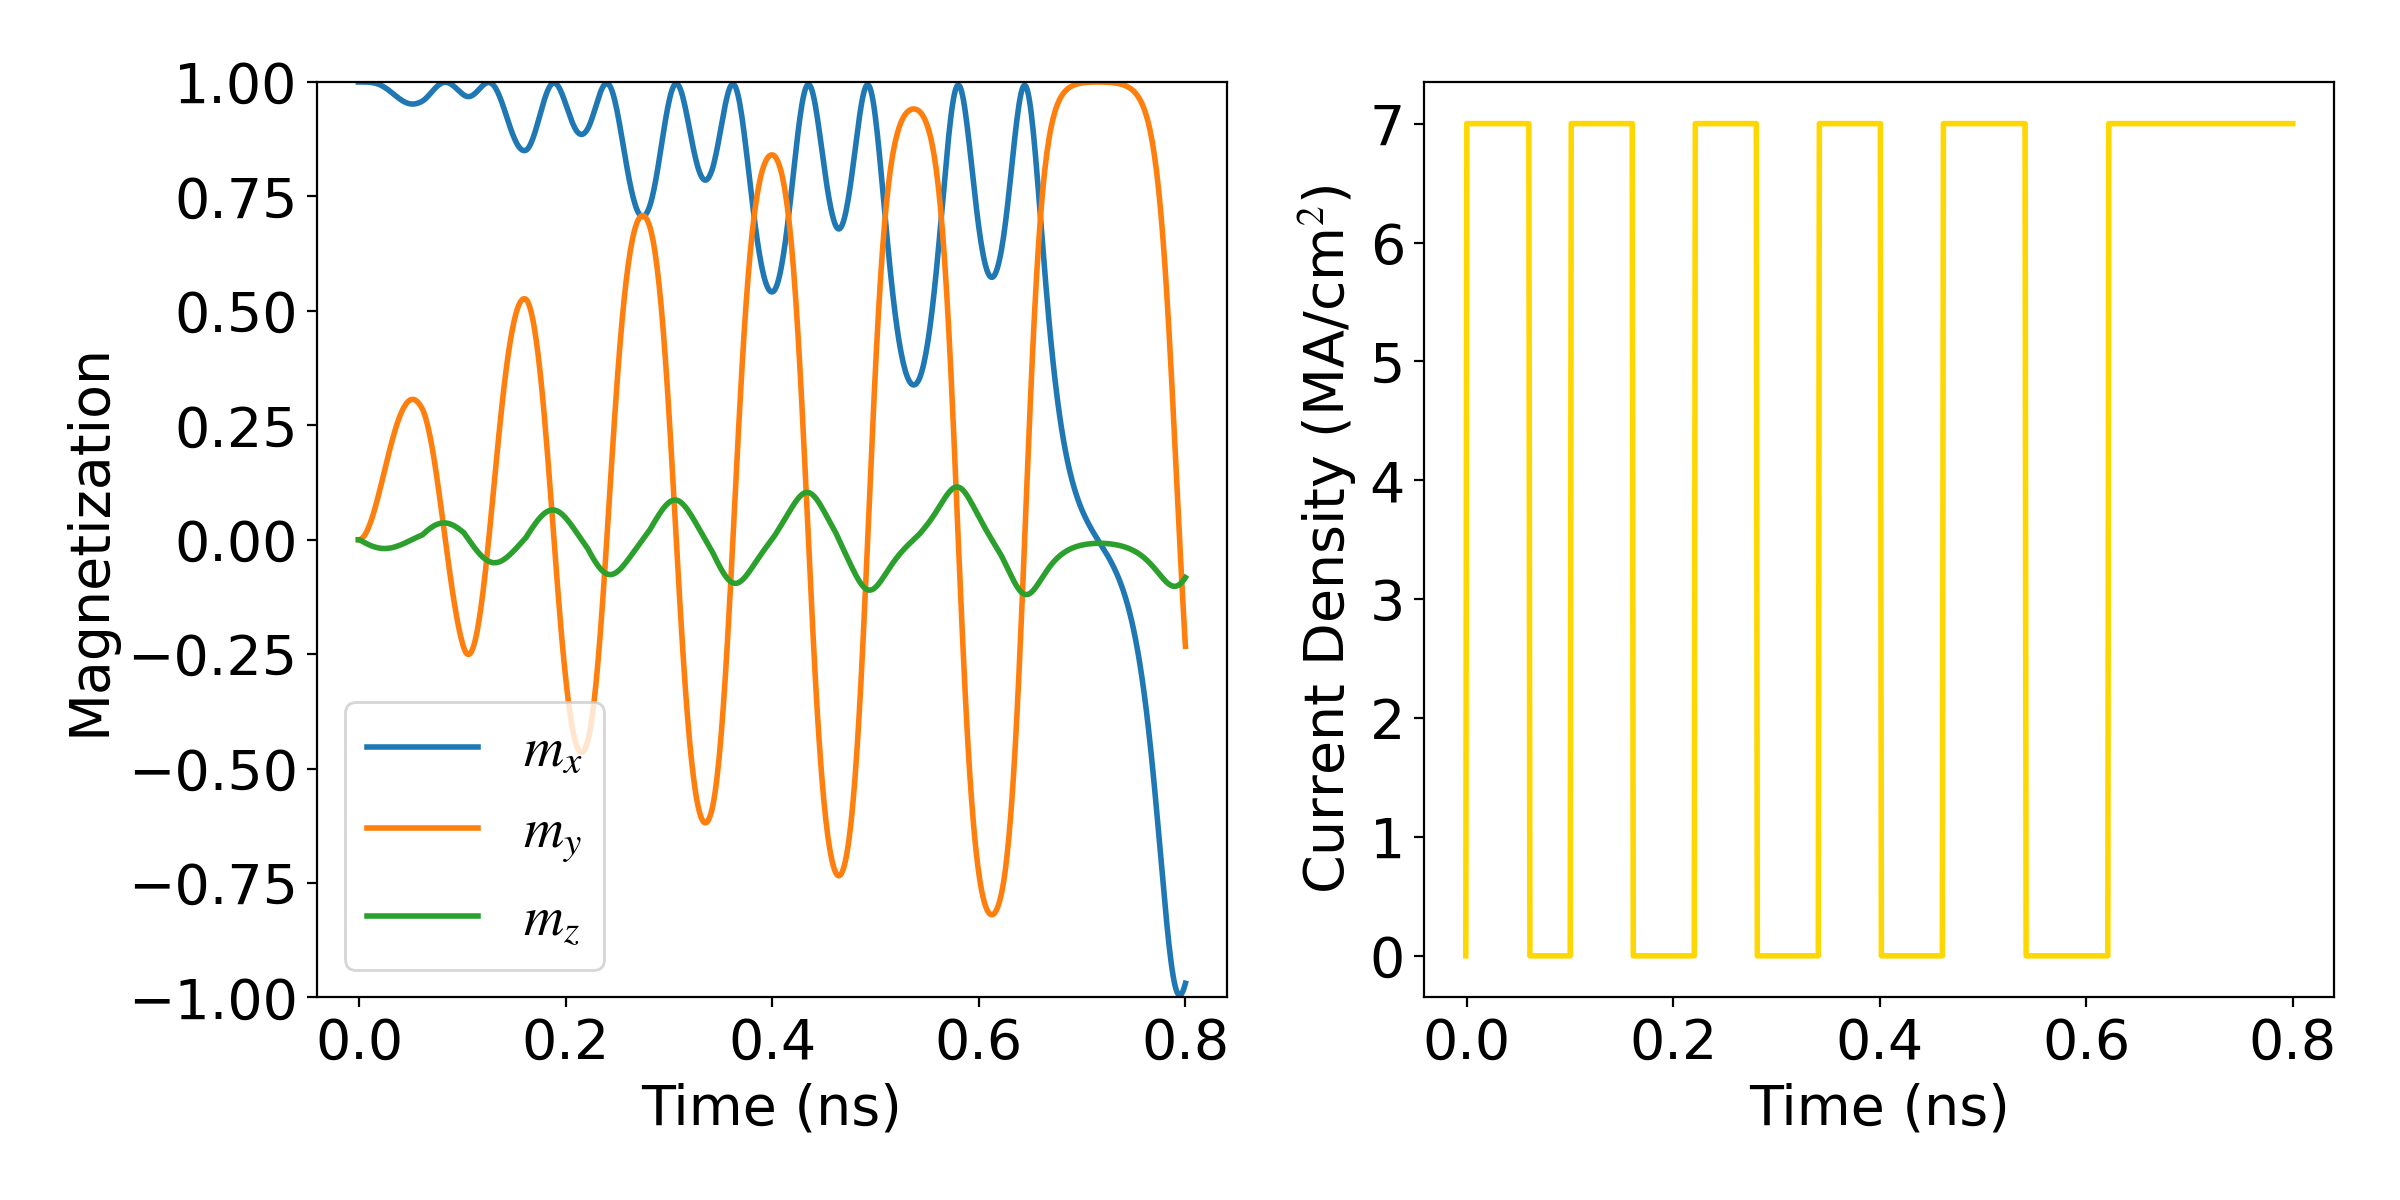 Magnetization
1.00
0.75
0.50
0.25
0.00
−0.25
−0.50
−0.75
−1.00
0.0 0.2 0.4 0.6 0.8
Time (ns)
mₓ
m_y
m_z
Current Density (MA/cm²)
7
6
5
4
3
2
1
0
0.0 0.2 0.4 0.6 0.8
Time (ns)